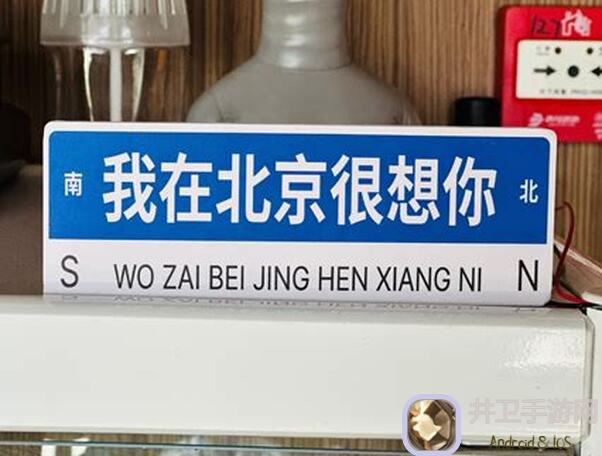 南 我在北京很想你 北
S WO ZAI BEI JING HEN XIANG NI N
井卫手游网
Android & IOS